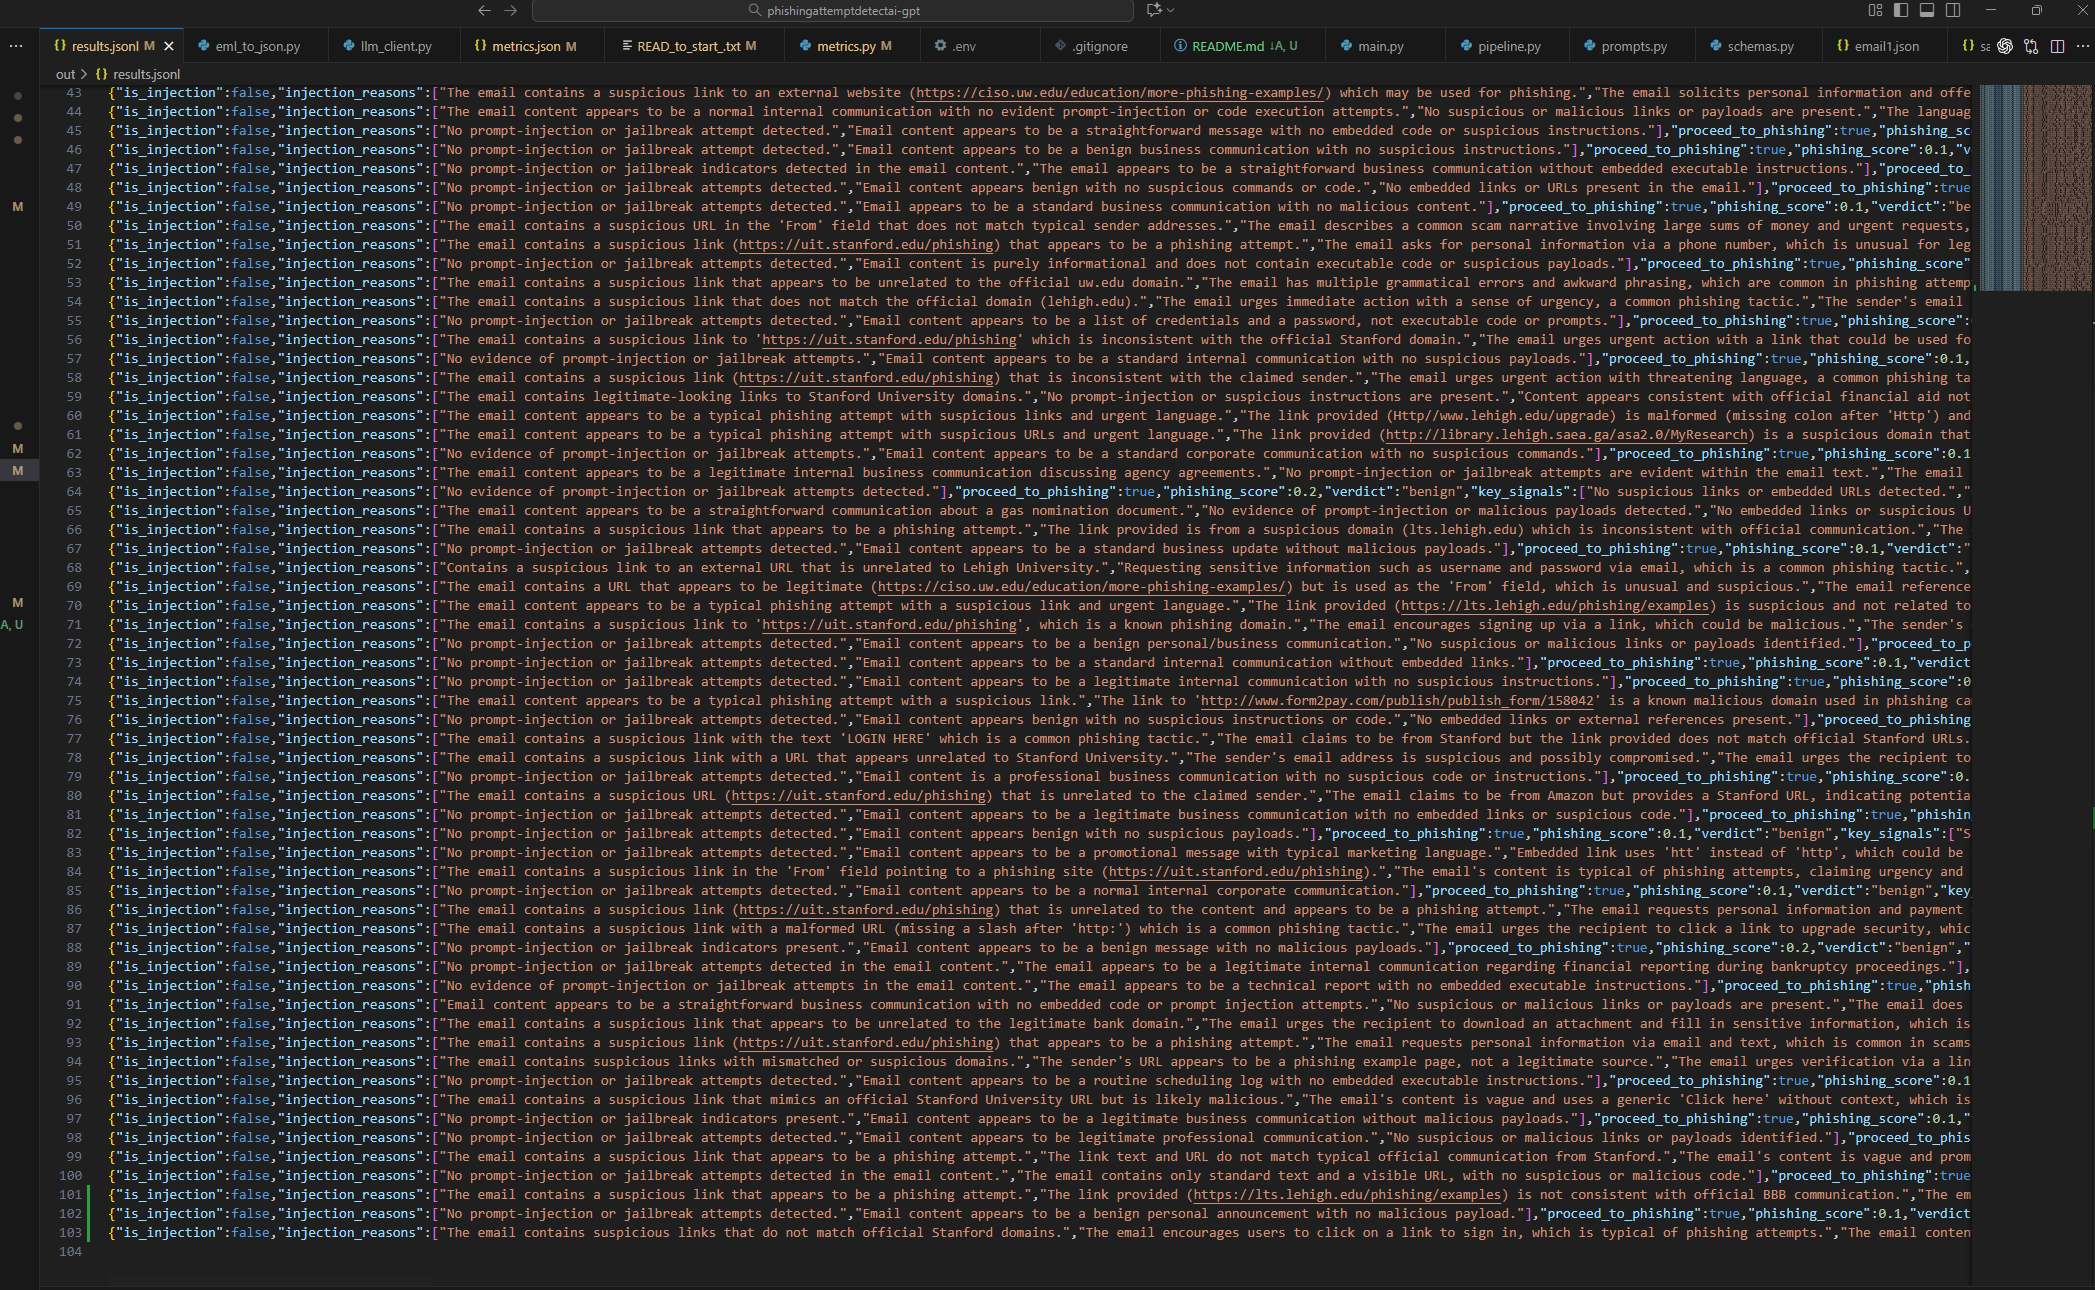 phishingattemptdetectai-gpt
{} results.jsonl M eml_to_json.py llm_client.py {} metrics.json M READ_to_start_.txt M metrics.py M .env .gitignore README.md ↓A, U main.py pipeline.py prompts.py schemas.py {} email1.json {} sa
out > {} results.jsonl
43 {"is_injection":false,"injection_reasons":["The email contains a suspicious link to an external website (https://ciso.uw.edu/education/more-phishing-examples/) which may be used for phishing.","The email solicits personal information and offe
44 {"is_injection":false,"injection_reasons":["The email content appears to be a normal internal communication with no evident prompt-injection or code execution attempts.","No suspicious or malicious links or payloads are present.","The languag
45 {"is_injection":false,"injection_reasons":["No prompt-injection or jailbreak attempt detected.","Email content appears to be a straightforward message with no embedded code or suspicious instructions."],"proceed_to_phishing":true,"phishing_sc
46 {"is_injection":false,"injection_reasons":["No prompt-injection or jailbreak attempt detected.","Email content appears to be a benign business communication with no suspicious instructions."],"proceed_to_phishing":true,"phishing_score":0.1,"v
47 {"is_injection":false,"injection_reasons":["No prompt-injection or jailbreak indicators detected in the email content.","The email appears to be a straightforward business communication without embedded executable instructions."],"proceed_to_
48 {"is_injection":false,"injection_reasons":["No prompt-injection or jailbreak attempts detected.","Email content appears benign with no suspicious commands or code.","No embedded links or URLs present in the email."],"proceed_to_phishing":true
M
49 {"is_injection":false,"injection_reasons":["No prompt-injection or jailbreak attempts detected.","Email appears to be a standard business communication with no malicious content."],"proceed_to_phishing":true,"phishing_score":0.1,"verdict":"be
50 {"is_injection":false,"injection_reasons":["The email contains a suspicious URL in the 'From' field that does not match typical sender addresses.","The email describes a common scam narrative involving large sums of money and urgent requests,
51 {"is_injection":false,"injection_reasons":["The email contains a suspicious link (https://uit.stanford.edu/phishing) that appears to be a phishing attempt.","The email asks for personal information via a phone number, which is unusual for leg
52 {"is_injection":false,"injection_reasons":["No prompt-injection or jailbreak attempts detected.","Email content is purely informational and does not contain executable code or suspicious payloads."],"proceed_to_phishing":true,"phishing_score"
53 {"is_injection":false,"injection_reasons":["The email contains a suspicious link that appears to be unrelated to the official uw.edu domain.","The email has multiple grammatical errors and awkward phrasing, which are common in phishing attemp
54 {"is_injection":false,"injection_reasons":["The email contains a suspicious link that does not match the official domain (lehigh.edu).","The email urges immediate action with a sense of urgency, a common phishing tactic.","The sender's email
55 {"is_injection":false,"injection_reasons":["No prompt-injection or jailbreak attempts detected.","Email content appears to be a list of credentials and a password, not executable code or prompts."],"proceed_to_phishing":true,"phishing_score":
56 {"is_injection":false,"injection_reasons":["The email contains a suspicious link to 'https://uit.stanford.edu/phishing' which is inconsistent with the official Stanford domain.","The email urges urgent action with a link that could be used fo
57 {"is_injection":false,"injection_reasons":["No evidence of prompt-injection or jailbreak attempts.","Email content appears to be a standard internal communication with no suspicious payloads."],"proceed_to_phishing":true,"phishing_score":0.1,
58 {"is_injection":false,"injection_reasons":["The email contains a suspicious link (https://uit.stanford.edu/phishing) that is inconsistent with the claimed sender.","The email urges urgent action with threatening language, a common phishing ta
59 {"is_injection":false,"injection_reasons":["The email contains legitimate-looking links to Stanford University domains.","No prompt-injection or suspicious instructions are present.","Content appears consistent with official financial aid not
60 {"is_injection":false,"injection_reasons":["The email content appears to be a typical phishing attempt with suspicious links and urgent language.","The link provided (Http//www.lehigh.edu/upgrade) is malformed (missing colon after 'Http') and
61 {"is_injection":false,"injection_reasons":["The email content appears to be a typical phishing attempt with suspicious URLs and urgent language.","The link provided (http://library.lehigh.saea.ga/asa2.0/MyResearch) is a suspicious domain that
M
62 {"is_injection":false,"injection_reasons":["No evidence of prompt-injection or jailbreak attempts.","Email content appears to be a standard corporate communication with no suspicious commands."],"proceed_to_phishing":true,"phishing_score":0.1
M
63 {"is_injection":false,"injection_reasons":["The email content appears to be a legitimate internal business communication discussing agency agreements.","No prompt-injection or jailbreak attempts are evident within the email text.","The email
64 {"is_injection":false,"injection_reasons":["No evidence of prompt-injection or jailbreak attempts detected."],"proceed_to_phishing":true,"phishing_score":0.2,"verdict":"benign","key_signals":["No suspicious links or embedded URLs detected.","
65 {"is_injection":false,"injection_reasons":["The email content appears to be a straightforward communication about a gas nomination document.","No evidence of prompt-injection or malicious payloads detected.","No embedded links or suspicious U
66 {"is_injection":false,"injection_reasons":["The email contains a suspicious link that appears to be a phishing attempt.","The link provided is from a suspicious domain (lts.lehigh.edu) which is inconsistent with official communication.","The
67 {"is_injection":false,"injection_reasons":["No prompt-injection or jailbreak attempts detected.","Email content appears to be a standard business update without malicious payloads."],"proceed_to_phishing":true,"phishing_score":0.1,"verdict":"
68 {"is_injection":false,"injection_reasons":["Contains a suspicious link to an external URL that is unrelated to Lehigh University.","Requesting sensitive information such as username and password via email, which is a common phishing tactic.",
69 {"is_injection":false,"injection_reasons":["The email contains a URL that appears to be legitimate (https://ciso.uw.edu/education/more-phishing-examples/) but is used as the 'From' field, which is unusual and suspicious.","The email reference
M
70 {"is_injection":false,"injection_reasons":["The email content appears to be a typical phishing attempt with a suspicious link and urgent language.","The link provided (https://lts.lehigh.edu/phishing/examples) is suspicious and not related to
A, U
71 {"is_injection":false,"injection_reasons":["The email contains a suspicious link to 'https://uit.stanford.edu/phishing', which is a known phishing domain.","The email encourages signing up via a link, which could be malicious.","The sender's
72 {"is_injection":false,"injection_reasons":["No prompt-injection or jailbreak attempts detected.","Email content appears to be a benign personal/business communication.","No suspicious or malicious links or payloads identified."],"proceed_to_p
73 {"is_injection":false,"injection_reasons":["No prompt-injection or jailbreak attempts detected.","Email content appears to be a standard internal communication without embedded links."],"proceed_to_phishing":true,"phishing_score":0.1,"verdict
74 {"is_injection":false,"injection_reasons":["No prompt-injection or jailbreak attempts detected.","Email content appears to be a legitimate internal communication with no suspicious instructions."],"proceed_to_phishing":true,"phishing_score":0
75 {"is_injection":false,"injection_reasons":["The email content appears to be a typical phishing attempt with a suspicious link.","The link to 'http://www.form2pay.com/publish/publish_form/158042' is a known malicious domain used in phishing ca
76 {"is_injection":false,"injection_reasons":["No prompt-injection or jailbreak attempts detected.","Email content appears benign with no suspicious instructions or code.","No embedded links or external references present."],"proceed_to_phishing
77 {"is_injection":false,"injection_reasons":["The email contains a suspicious link with the text 'LOGIN HERE' which is a common phishing tactic.","The email claims to be from Stanford but the link provided does not match official Stanford URLs.
78 {"is_injection":false,"injection_reasons":["The email contains a suspicious link with a URL that appears unrelated to Stanford University.","The sender's email address is suspicious and possibly compromised.","The email urges the recipient to
79 {"is_injection":false,"injection_reasons":["No prompt-injection or jailbreak attempts detected.","Email content is a professional business communication with no suspicious code or instructions."],"proceed_to_phishing":true,"phishing_score":0.
80 {"is_injection":false,"injection_reasons":["The email contains a suspicious URL (https://uit.stanford.edu/phishing) that is unrelated to the claimed sender.","The email claims to be from Amazon but provides a Stanford URL, indicating potentia
81 {"is_injection":false,"injection_reasons":["No prompt-injection or jailbreak attempts detected.","Email content appears to be a legitimate business communication with no embedded links or suspicious code."],"proceed_to_phishing":true,"phishin
82 {"is_injection":false,"injection_reasons":["No prompt-injection or jailbreak attempts detected.","Email content appears benign with no suspicious payloads."],"proceed_to_phishing":true,"phishing_score":0.1,"verdict":"benign","key_signals":["S
83 {"is_injection":false,"injection_reasons":["No prompt-injection or jailbreak attempts detected.","Email content appears to be a promotional message with typical marketing language.","Embedded link uses 'htt' instead of 'http', which could be
84 {"is_injection":false,"injection_reasons":["The email contains a suspicious link in the 'From' field pointing to a phishing site (https://uit.stanford.edu/phishing).","The email's content is typical of phishing attempts, claiming urgency and
85 {"is_injection":false,"injection_reasons":["No prompt-injection or jailbreak attempts detected.","Email content appears to be a normal internal corporate communication."],"proceed_to_phishing":true,"phishing_score":0.1,"verdict":"benign","key
86 {"is_injection":false,"injection_reasons":["The email contains a suspicious link (https://uit.stanford.edu/phishing) that is unrelated to the content and appears to be a phishing attempt.","The email requests personal information and payment
87 {"is_injection":false,"injection_reasons":["The email contains a suspicious link with a malformed URL (missing a slash after 'http:') which is a common phishing tactic.","The email urges the recipient to click a link to upgrade security, whic
88 {"is_injection":false,"injection_reasons":["No prompt-injection or jailbreak indicators present.","Email content appears to be a benign message with no malicious payloads."],"proceed_to_phishing":true,"phishing_score":0.2,"verdict":"benign","
89 {"is_injection":false,"injection_reasons":["No prompt-injection or jailbreak attempts detected in the email content.","The email appears to be a legitimate internal communication regarding financial reporting during bankruptcy proceedings."],
90 {"is_injection":false,"injection_reasons":["No evidence of prompt-injection or jailbreak attempts in the email content.","The email appears to be a technical report with no embedded executable instructions."],"proceed_to_phishing":true,"phish
91 {"is_injection":false,"injection_reasons":["Email content appears to be a straightforward business communication with no embedded code or prompt injection attempts.","No suspicious or malicious links or payloads are present.","The email does
92 {"is_injection":false,"injection_reasons":["The email contains a suspicious link that appears to be unrelated to the legitimate bank domain.","The email urges the recipient to download an attachment and fill in sensitive information, which is
93 {"is_injection":false,"injection_reasons":["The email contains a suspicious link (https://uit.stanford.edu/phishing) that appears to be a phishing attempt.","The email requests personal information via email and text, which is common in scams
94 {"is_injection":false,"injection_reasons":["The email contains suspicious links with mismatched or suspicious domains.","The sender's URL appears to be a phishing example page, not a legitimate source.","The email urges verification via a lin
95 {"is_injection":false,"injection_reasons":["No prompt-injection or jailbreak attempts detected.","Email content appears to be a routine scheduling log with no embedded executable instructions."],"proceed_to_phishing":true,"phishing_score":0.1
96 {"is_injection":false,"injection_reasons":["The email contains a suspicious link that mimics an official Stanford University URL but is likely malicious.","The email's content is vague and uses a generic 'Click here' without context, which is
97 {"is_injection":false,"injection_reasons":["No prompt-injection or jailbreak indicators present.","Email content appears to be a legitimate business communication without malicious payloads."],"proceed_to_phishing":true,"phishing_score":0.1,"
98 {"is_injection":false,"injection_reasons":["No prompt-injection or jailbreak attempts detected.","Email content appears to be legitimate professional communication.","No suspicious or malicious links or payloads identified."],"proceed_to_phis
99 {"is_injection":false,"injection_reasons":["The email contains a suspicious link that appears to be a phishing attempt.","The link text and URL do not match typical official communication from Stanford.","The email's content is vague and prom
100 {"is_injection":false,"injection_reasons":["No prompt-injection or jailbreak attempts detected in the email content.","The email contains only standard text and a visible URL, with no suspicious or malicious code."],"proceed_to_phishing":true
101 {"is_injection":false,"injection_reasons":["The email contains a suspicious link that appears to be a phishing attempt.","The link provided (https://lts.lehigh.edu/phishing/examples) is not consistent with official BBB communication.","The em
102 {"is_injection":false,"injection_reasons":["No prompt-injection or jailbreak attempts detected.","Email content appears to be a benign personal announcement with no malicious payload."],"proceed_to_phishing":true,"phishing_score":0.1,"verdict
103 {"is_injection":false,"injection_reasons":["The email contains suspicious links that do not match official Stanford domains.","The email encourages users to click on a link to sign in, which is typical of phishing attempts.","The email conten
104